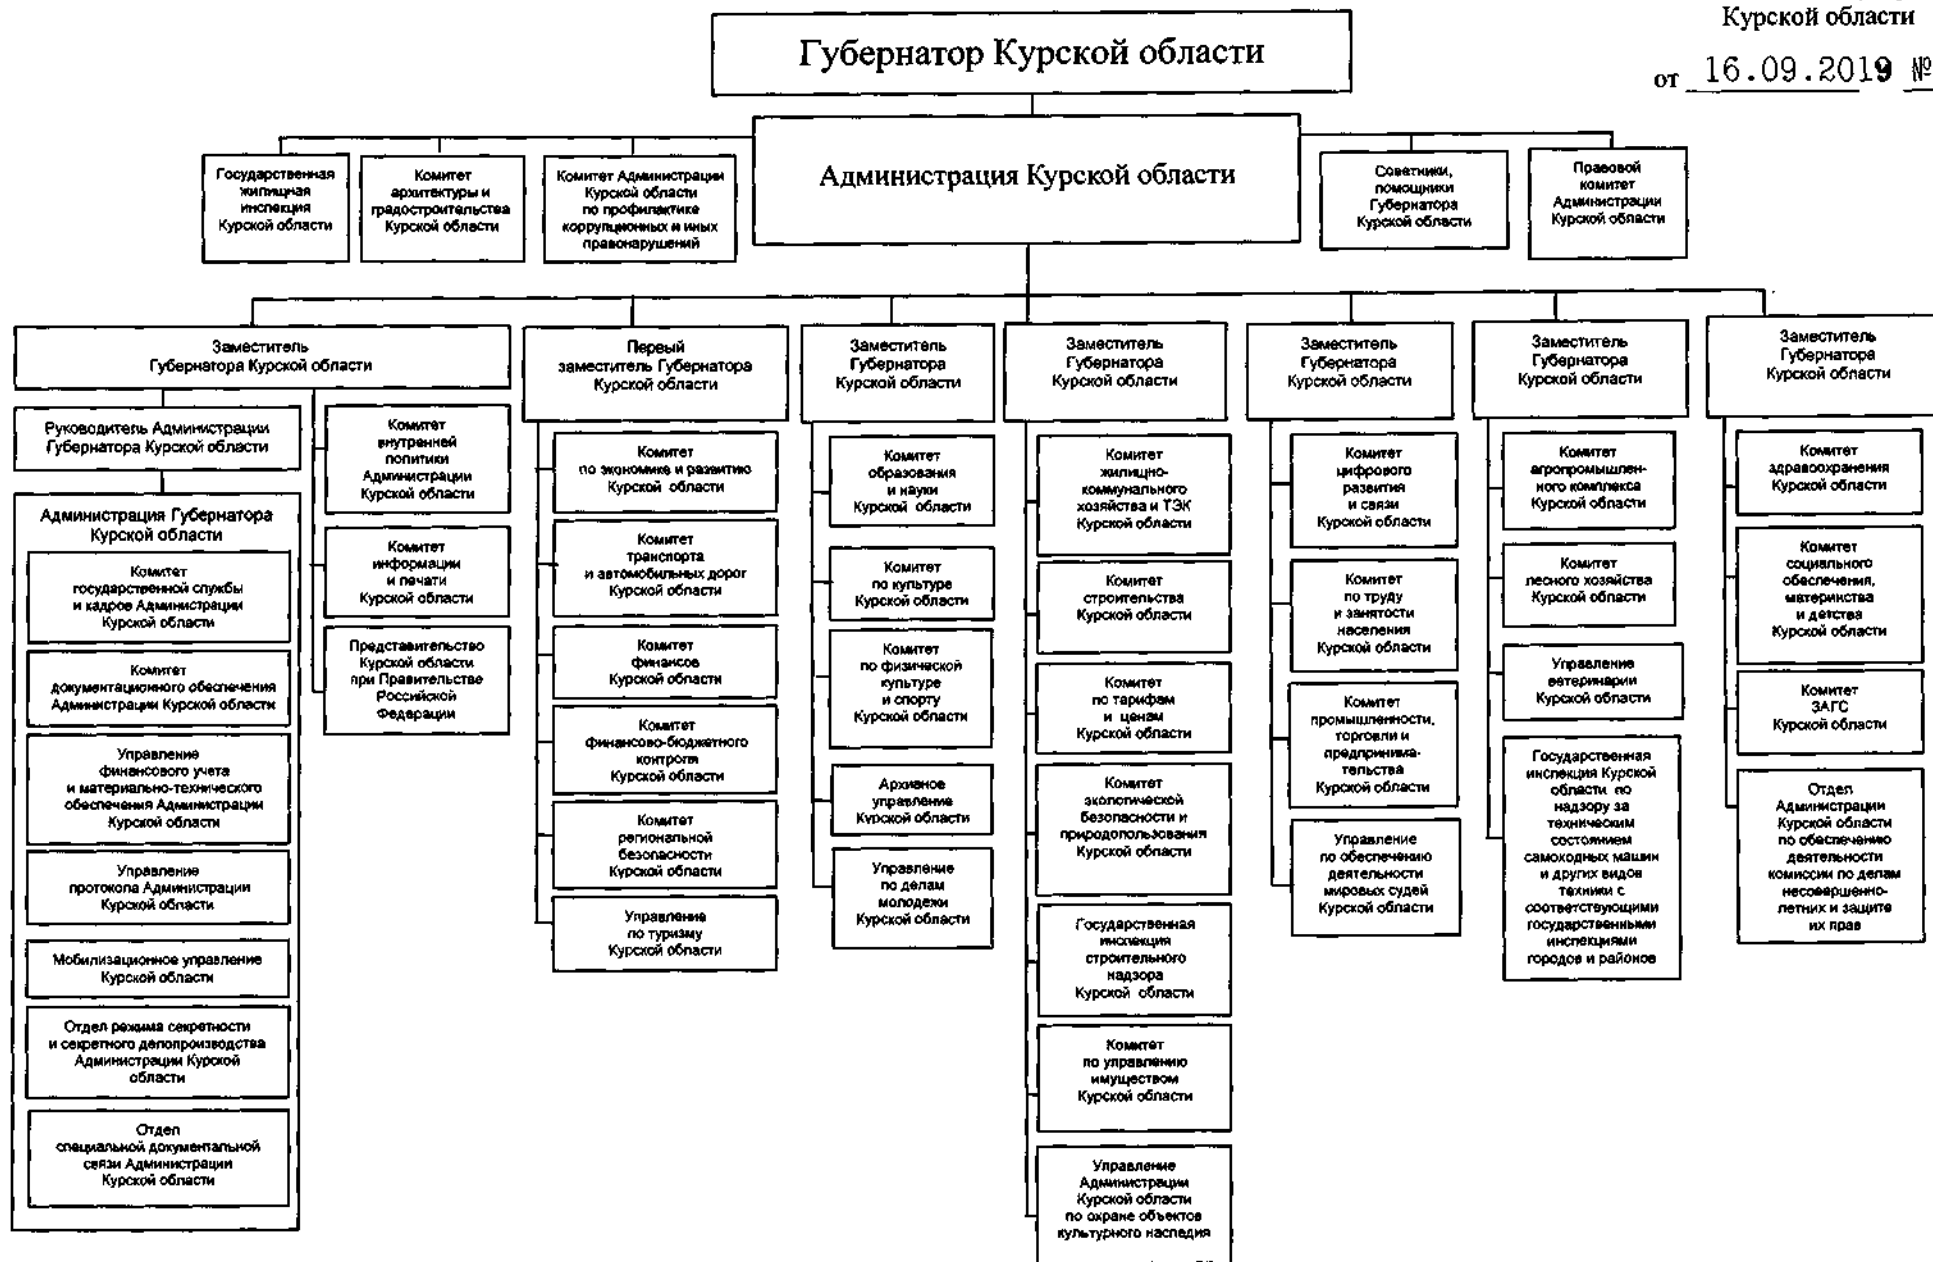 Курской области
от 16.09.2019 №
Губернатор Курской области
Администрация Курской области
Государственная
жилищная
инспекция
Курской области
Комитет
архитектуры и
градостроительства
Курской области
Комитет Администрации
Курской области
по профилактике
коррупционных и иных
правонарушений
Советники,
помощники
Губернатора
Курской области
Правовой
комитет
Администрации
Курской области
Заместитель
Губернатора Курской области
Руководитель Администрации
Губернатора Курской области
Администрация Губернатора
Курской области
Комитет
государственной службы
и кадров Администрации
Курской области
Комитет
документационного обеспечения
Администрации Курской области
Управление
финансового учета
и материально-технического
обеспечения Администрации
Курской области
Управление
протокола Администрации
Курской области
Мобилизационное управление
Курской области
Отдел режима секретности
и секретного делопроизводства
Администрации Курской
области
Отдел
специальной документальной
связи Администрации
Курской области
Комитет
внутренней
политики
Администрации
Курской области
Комитет
информации
и печати
Курской области
Представительство
Курской области
при Правительстве
Российской
Федерации
Первый
заместитель Губернатора
Курской области
Комитет
по экономике и развитию
Курской области
Комитет
транспорта
и автомобильных дорог
Курской области
Комитет
финансов
Курской области
Комитет
финансово-бюджетного
контроля
Курской области
Комитет
региональной
безопасности
Курской области
Управление
по туризму
Курской области
Заместитель
Губернатора
Курской области
Комитет
образования
и науки
Курской области
Комитет
по культуре
Курской области
Комитет
по физической
культуре
и спорту
Курской области
Архивное
управление
Курской области
Управление
по делам
молодежи
Курской области
Заместитель
Губернатора
Курской области
Комитет
жилищно-
коммунального
хозяйства и ТЭК
Курской области
Комитет
строительства
Курской области
Комитет
по тарифам
и ценам
Курской области
Комитет
экологической
безопасности и
природопользования
Курской области
Государственная
инспекция
строительного
надзора
Курской области
Комитет
по управлению
имуществом
Курской области
Управление
Администрации
Курской области
по охране объектов
культурного наследия
Заместитель
Губернатора
Курской области
Комитет
цифрового
развития
и связи
Курской области
Комитет
по труду
и занятости
населения
Курской области
Комитет
промышленности,
торговли и
предпринима-
тельства
Курской области
Управление
по обеспечению
деятельности
мировых судей
Курской области
Заместитель
Губернатора
Курской области
Комитет
агропромышлен-
ного комплекса
Курской области
Комитет
лесного хозяйства
Курской области
Управление
ветеринарии
Курской области
Государственная
инспекция Курской
области по
надзору за
техническим
состоянием
самоходных машин
и других видов
техники с
соответствующими
государственными
инспекциями
городов и районов
Заместитель
Губернатора
Курской области
Комитет
здравоохранения
Курской области
Комитет
социального
обеспечения,
материнства
и детства
Курской области
Комитет
ЗАГС
Курской области
Отдел
Администрации
Курской области
по обеспечению
деятельности
комиссии по делам
несовершенно-
летних и защите
их прав